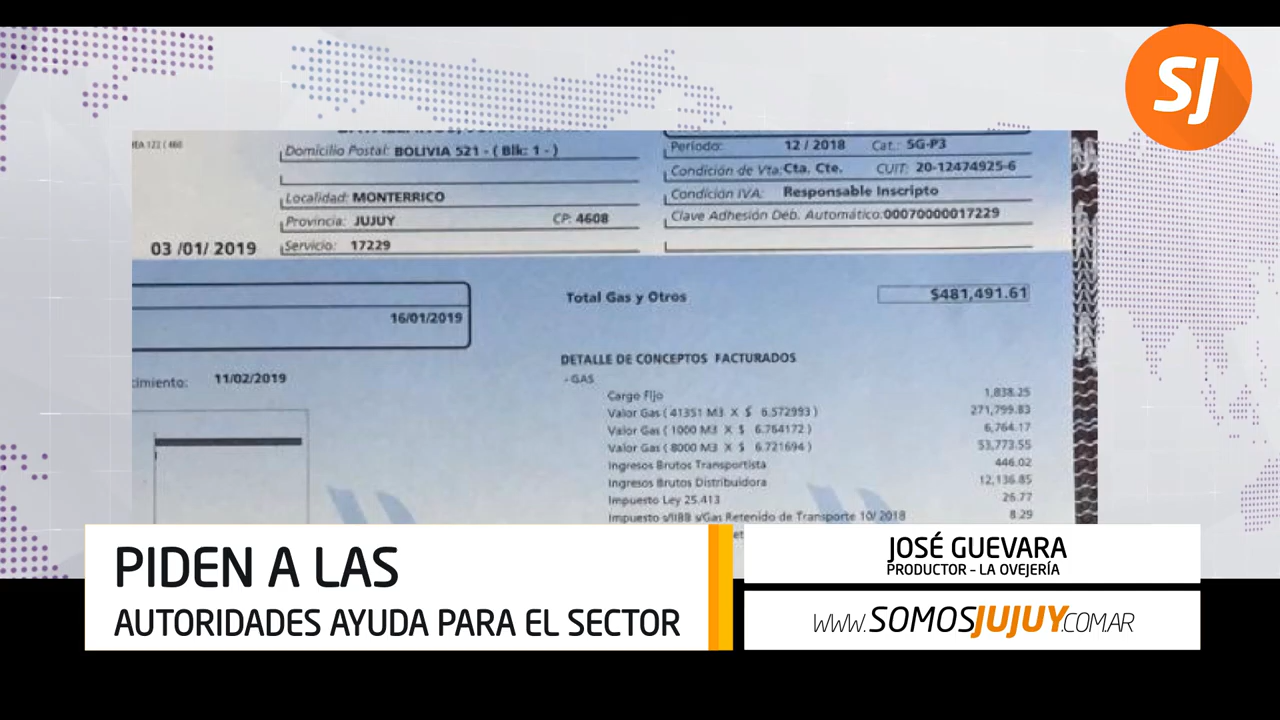 SJ
Domicilio Postal: BOLIVIA 521 - ( Blk: 1 - )
Localidad: MONTERRICO
Provincia: JUJUY CP: 4608
03 /01/ 2019 Servicio: 17229
Periodo: 12 / 2018 Cat.: SG-P3
Condición de Vta: Cta. Cte. CUIT: 20-12474925-6
Condición IVA: Responsable Inscripto
Clave Adhesión Déb. Automático: 00070000017229
16/01/2019
cimiento: 11/02/2019
Total Gas y Otros $481,491.61
DETALLE DE CONCEPTOS FACTURADOS
- GAS
Cargo Fijo 1,838.25
Valor Gas ( 41351 M3 X $ 6.572993 ) 271,799.83
Valor Gas ( 1000 M3 X $ 6.764172 ) 6,764.17
Valor Gas ( 8000 M3 X $ 6.721694 ) 53,773.55
Ingresos Brutos Transportista 446.02
Ingresos Brutos Distribuidora 12,136.85
Impuesto Ley 25.413 26.77
Impuesto s/IIBB s/Gas Retenido de Transporte 10/ 2018 8.29
PIDEN A LAS
AUTORIDADES AYUDA PARA EL SECTOR
JOSÉ GUEVARA
PRODUCTOR – LA OVEJERÍA
WWW.SOMOSJUJUY.COM.AR